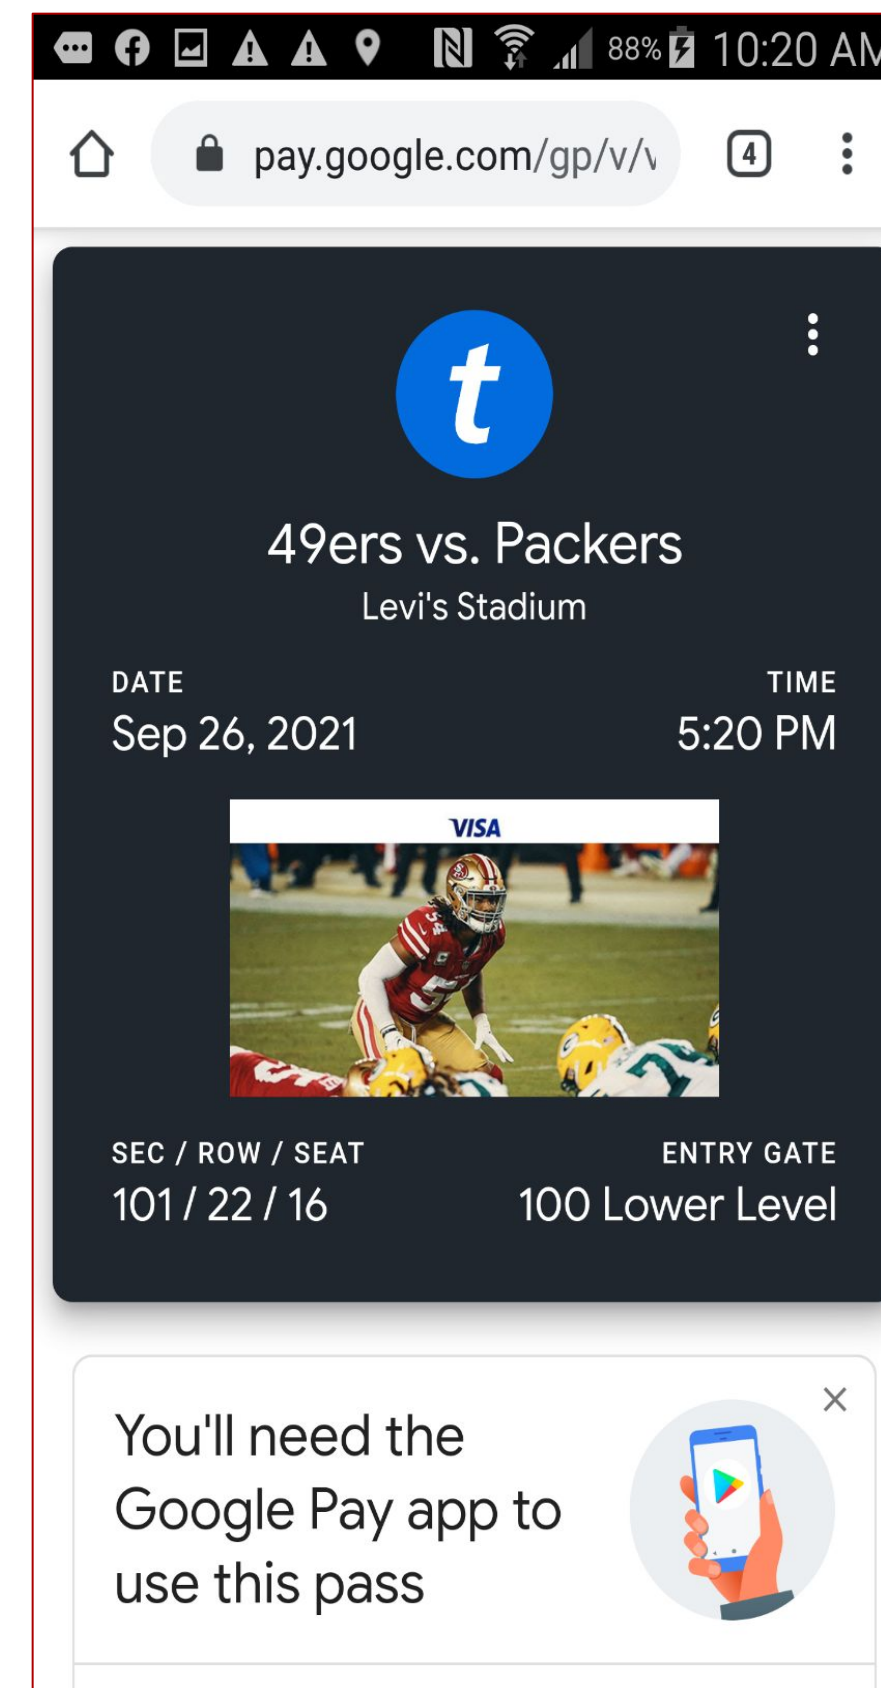 88% 10:20 AM
pay.google.com/gp/v/v
4
t
49ers vs. Packers
Levi's Stadium
DATE TIME
Sep 26, 2021 5:20 PM
VISA
54
54
SEC / ROW / SEAT ENTRY GATE
101 / 22 / 16 100 Lower Level
You'll need the
Google Pay app to
use this pass